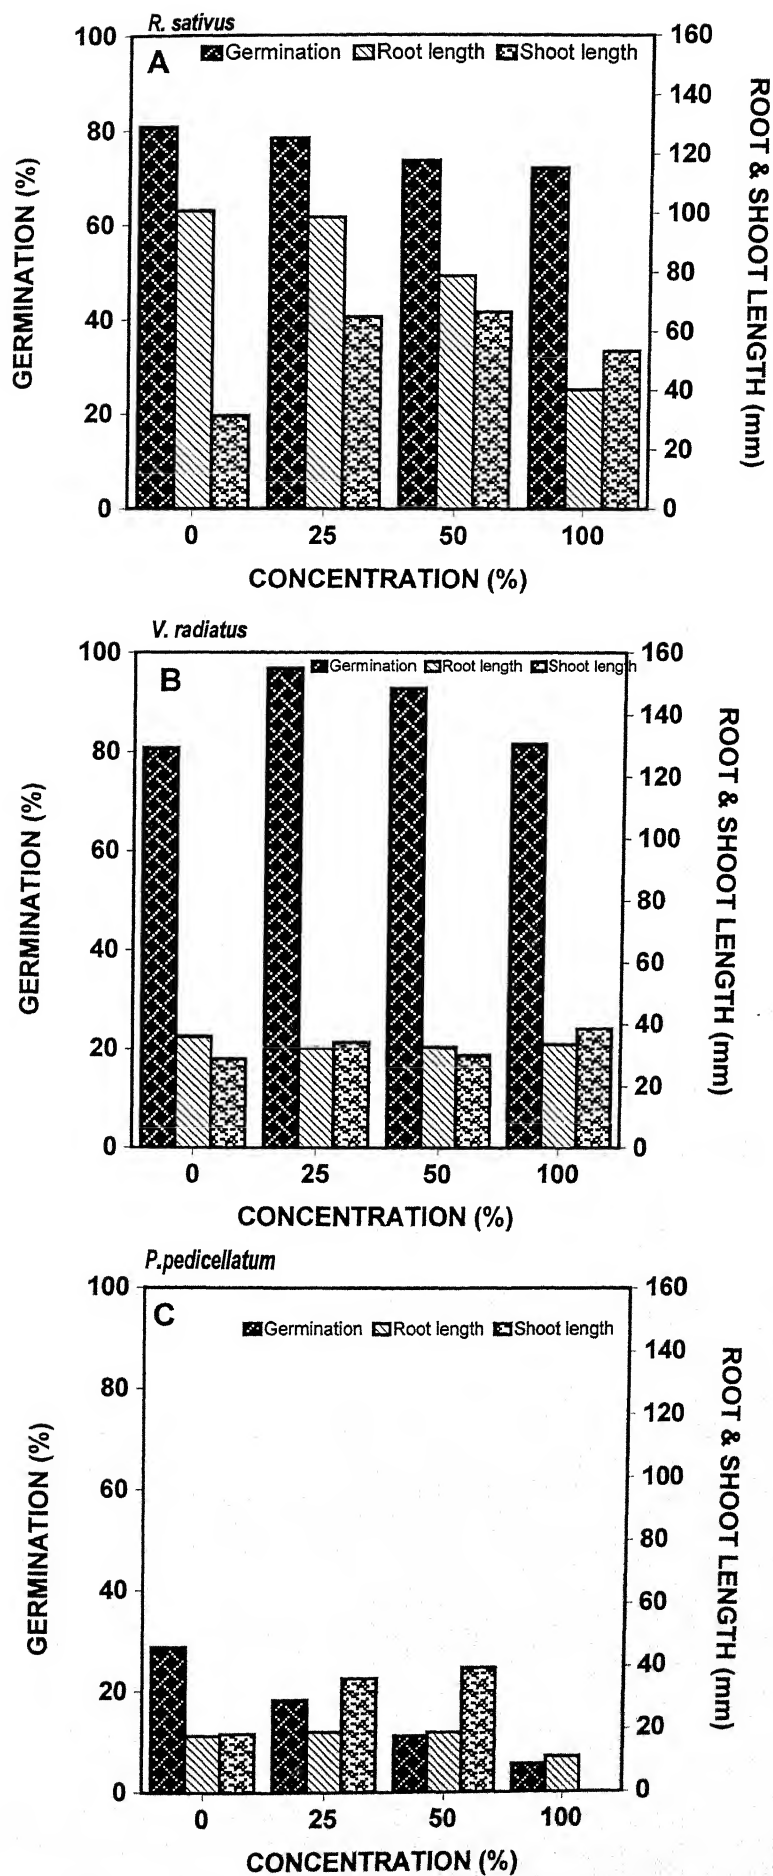 R. sativus
A
Germination Root length Shoot length
100
80
60
40
20
0
GERMINATION (%)
160
140
120
100
80
60
40
20
0
ROOT & SHOOT LENGTH (mm)
0 25 50 100
CONCENTRATION (%)
V. radiatus
B
Germination Root length Shoot length
100
80
60
40
20
0
GERMINATION (%)
160
140
120
100
80
60
40
20
0
ROOT & SHOOT LENGTH (mm)
0 25 50 100
CONCENTRATION (%)
P.pedicellatum
C
Germination Root length Shoot length
100
80
60
40
20
0
GERMINATION (%)
160
140
120
100
80
60
40
20
0
ROOT & SHOOT LENGTH (mm)
0 25 50 100
CONCENTRATION (%)